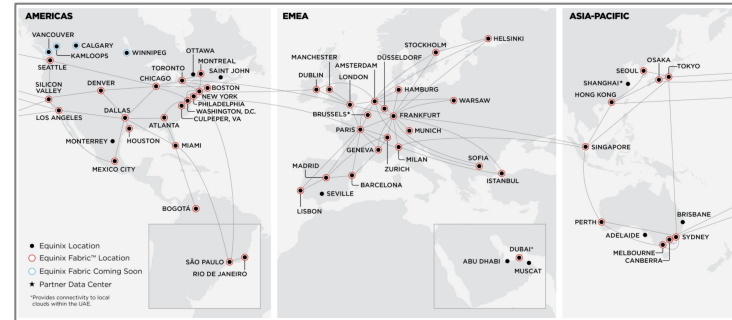 AMERICAS
VANCOUVER
CALGARY
KAMLOOPS
WINNIPEG
SEATTLE
OTTAWA
MONTREAL
TORONTO
SAINT JOHN
CHICAGO
BOSTON
NEW YORK
PHILADELPHIA
WASHINGTON, D.C.
CULPEPER, VA
SILICON
VALLEY
DENVER
LOS ANGELES
DALLAS
ATLANTA
MONTERREY
HOUSTON
MIAMI
MEXICO CITY
BOGOTÁ
SÃO PAULO
RIO DE JANEIRO
Equinix Location
Equinix Fabric™ Location
Equinix Fabric Coming Soon
Partner Data Center
*Provides connectivity to local
clouds within the UAE.
EMEA
HELSINKI
STOCKHOLM
MANCHESTER
AMSTERDAM
DÜSSELDORF
DUBLIN
LONDON
HAMBURG
WARSAW
BRUSSELS*
FRANKFURT
PARIS
MUNICH
GENEVA
MILAN
ZURICH
SOFIA
ISTANBUL
MADRID
BARCELONA
SEVILLE
LISBON
DUBAI*
ABU DHABI
MUSCAT
ASIA-PACIFIC
OSAKA
SEOUL
TOKYO
SHANGHAI*
HONG KONG
SINGAPORE
PERTH
BRISBANE
ADELAIDE
SYDNEY
MELBOURNE
CANBERRA